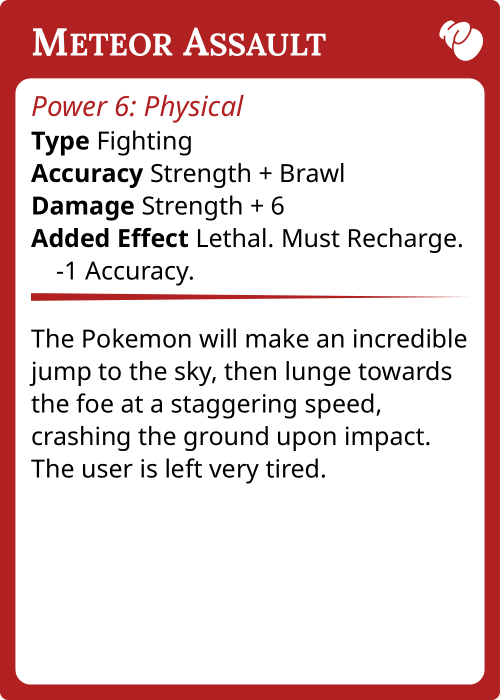 Meteor Assault
Power 6: Physical
Type Fighting
Accuracy Strength + Brawl
Damage Strength + 6
Added Effect Lethal. Must Recharge.
-1 Accuracy.
The Pokemon will make an incredible
jump to the sky, then lunge towards
the foe at a staggering speed,
crashing the ground upon impact.
The user is left very tired.